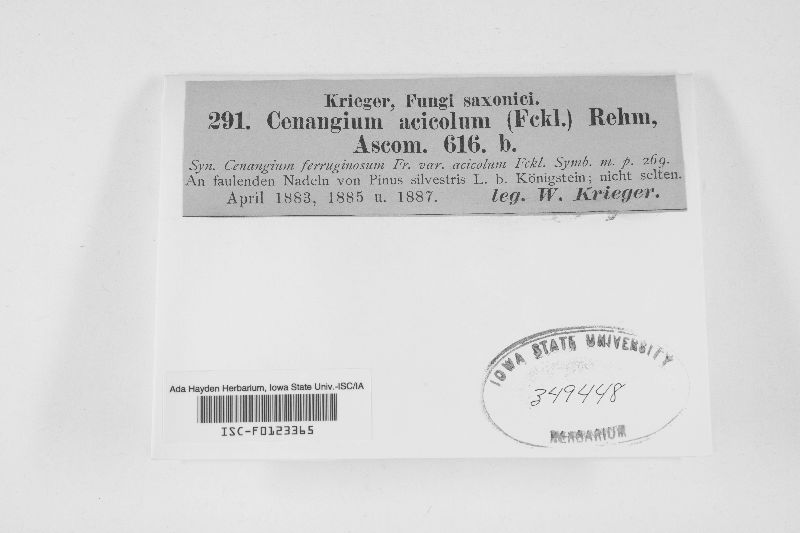 Krieger, Fungi saxonici.
291. Cenangium acicolum (Fckl.) Rehm,
Ascom. 616. b.
Syn. Cenangium ferruginosum Fr. var. acicolum Fckl. Symb. m. p. 269.
An faulenden Nadeln von Pinus silvestris L. b. Königstein; nicht selten.
April 1883, 1885 u. 1887. leg. W. Krieger.
IOWA STATE UNIVERSITY
349448
HERBARIUM
Ada Hayden Herbarium, Iowa State Univ.-ISC/IA
ISC-F0123365